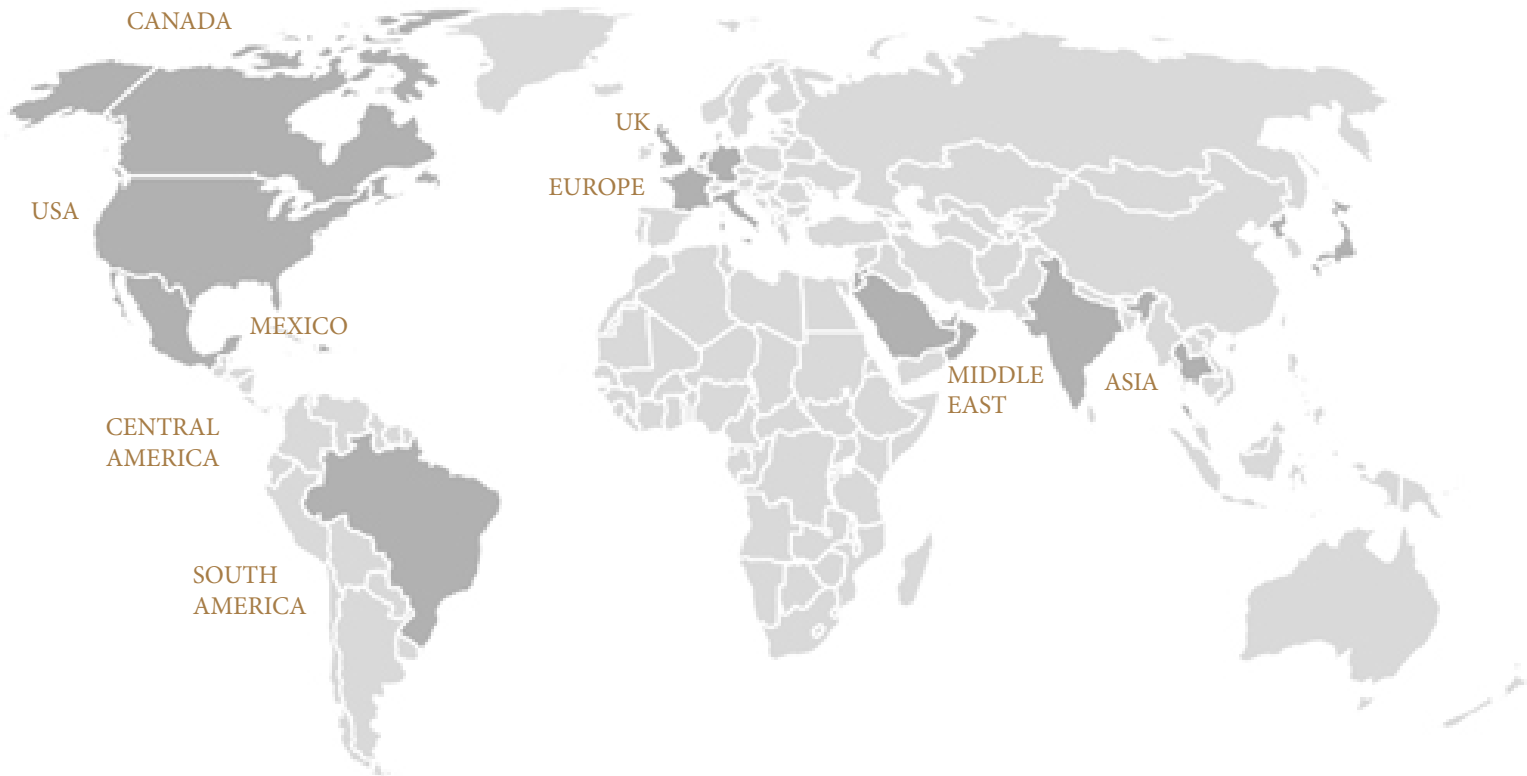 CANADA
UK
EUROPE
USA
MEXICO
MIDDLE
EAST
ASIA
CENTRAL
AMERICA
SOUTH
AMERICA